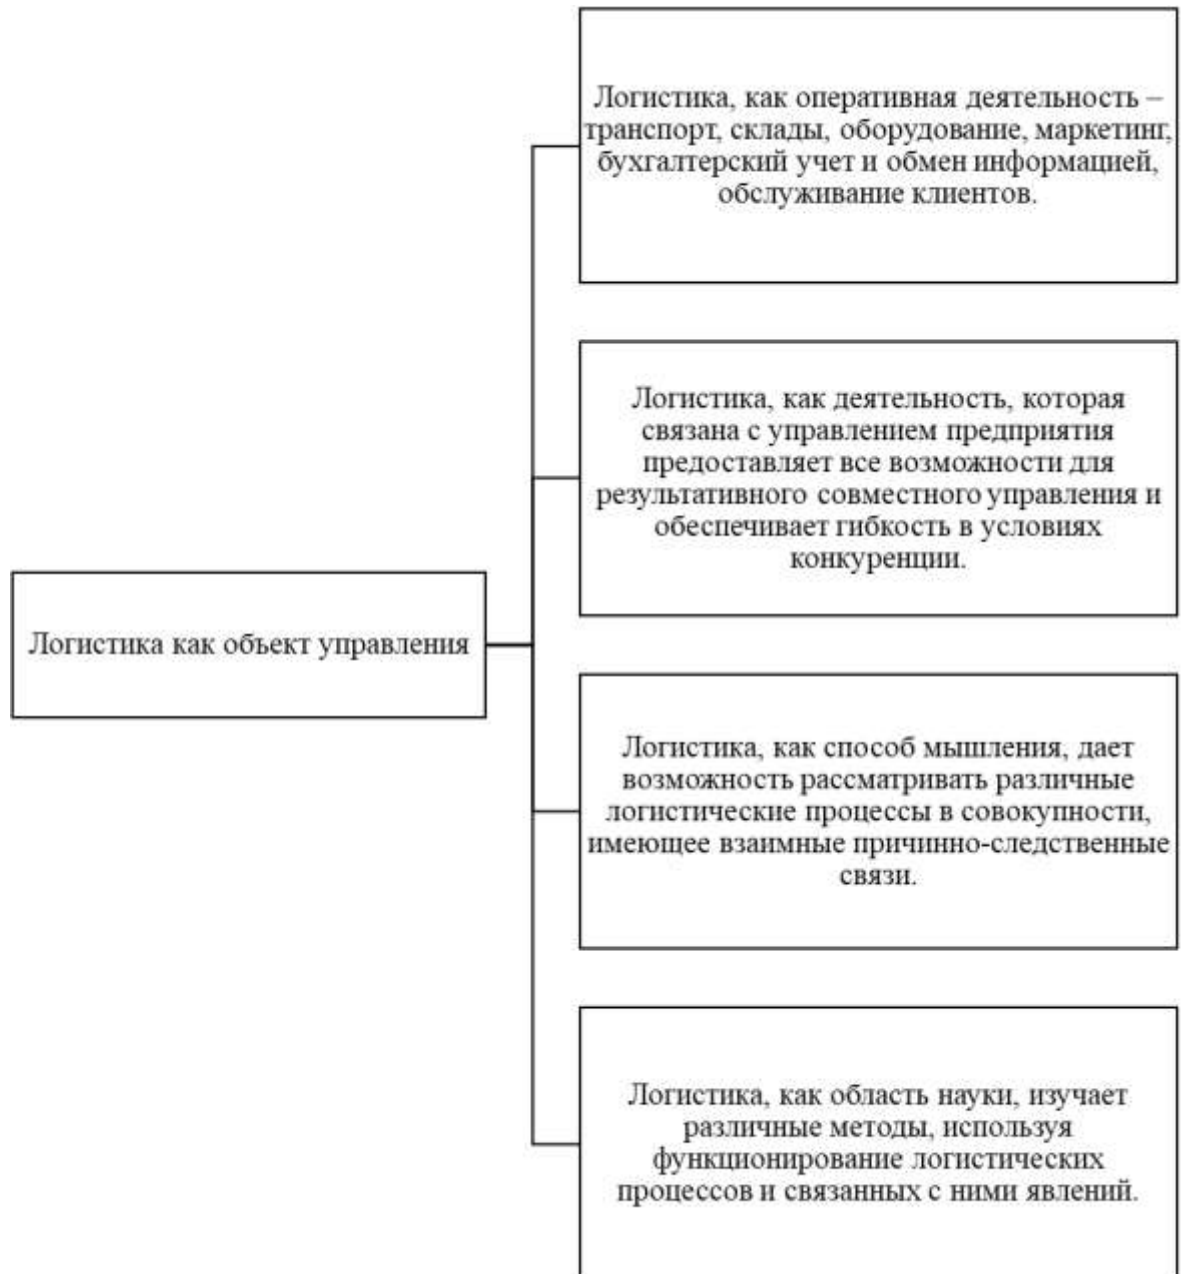 Логистика как объект управления
Логистика, как оперативная деятельность –
транспорт, склады, оборудование, маркетинг,
бухгалтерский учет и обмен информацией,
обслуживание клиентов.
Логистика, как деятельность, которая
связана с управлением предприятия
предоставляет все возможности для
результативного совместного управления и
обеспечивает гибкость в условиях
конкуренции.
Логистика, как способ мышления, дает
возможность рассматривать различные
логистические процессы в совокупности,
имеющее взаимные причинно-следственные
связи.
Логистика, как область науки, изучает
различные методы, используя
функционирование логистических
процессов и связанных с ними явлений.